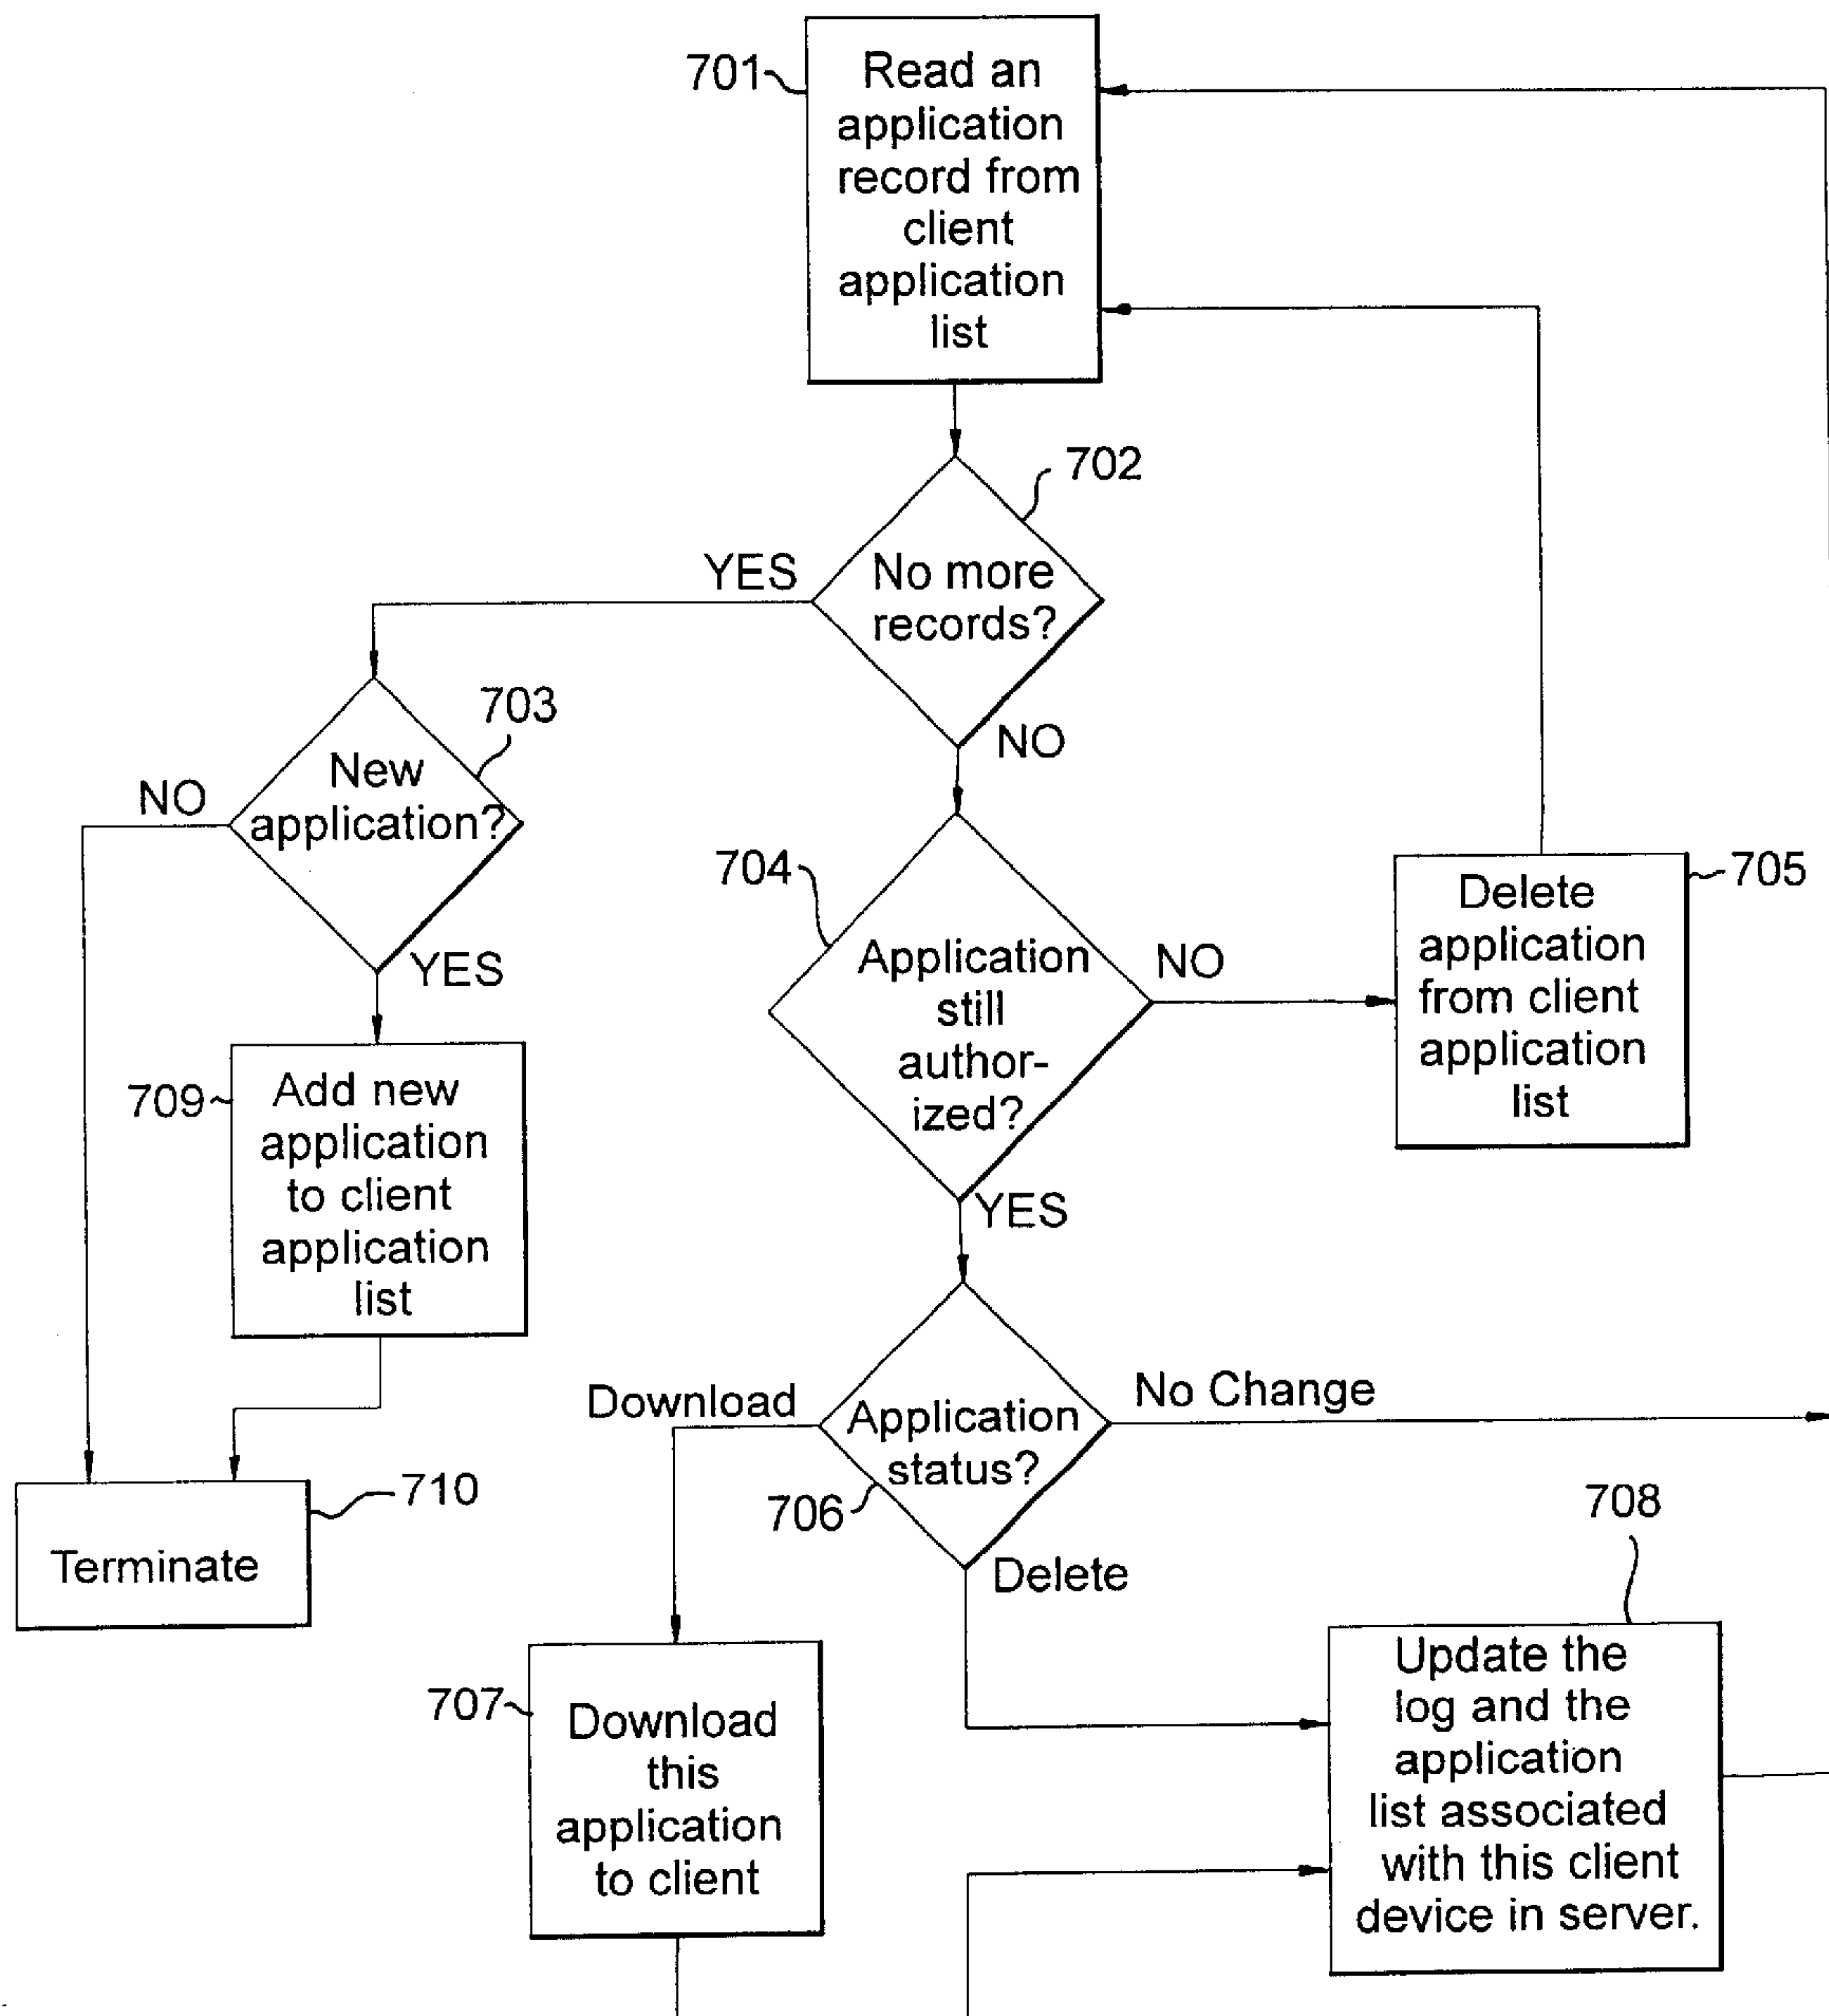 701
Read an
application
record from
client
application
list
702
YES
No more
records?
NO
703
New
application?
NO
YES
704
Application
still
author-
ized?
NO
YES
705
Delete
application
from client
application
list
709
Add new
application
to client
application
list
Download
Application
status?
No Change
706
Delete
710
Terminate
708
Update the
log and the
application
list associated
with this client
device in server.
707
Download
this
application
to client